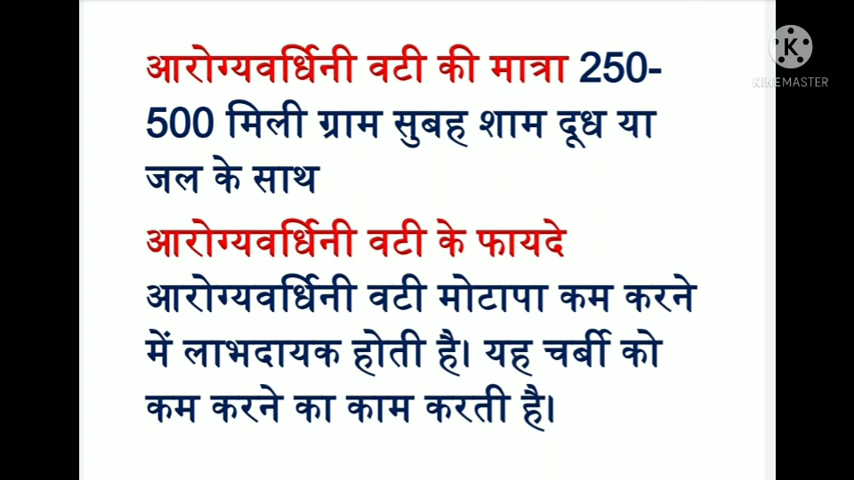 आरोग्यवर्धिनी वटी की मात्रा 250-
500 मिली ग्राम सुबह शाम दूध या
जल के साथ
आरोग्यवर्धिनी वटी के फायदे
आरोग्यवर्धिनी वटी मोटापा कम करने
में लाभदायक होती है। यह चर्बी को
कम करने का काम करती है।
K
KINEMASTER